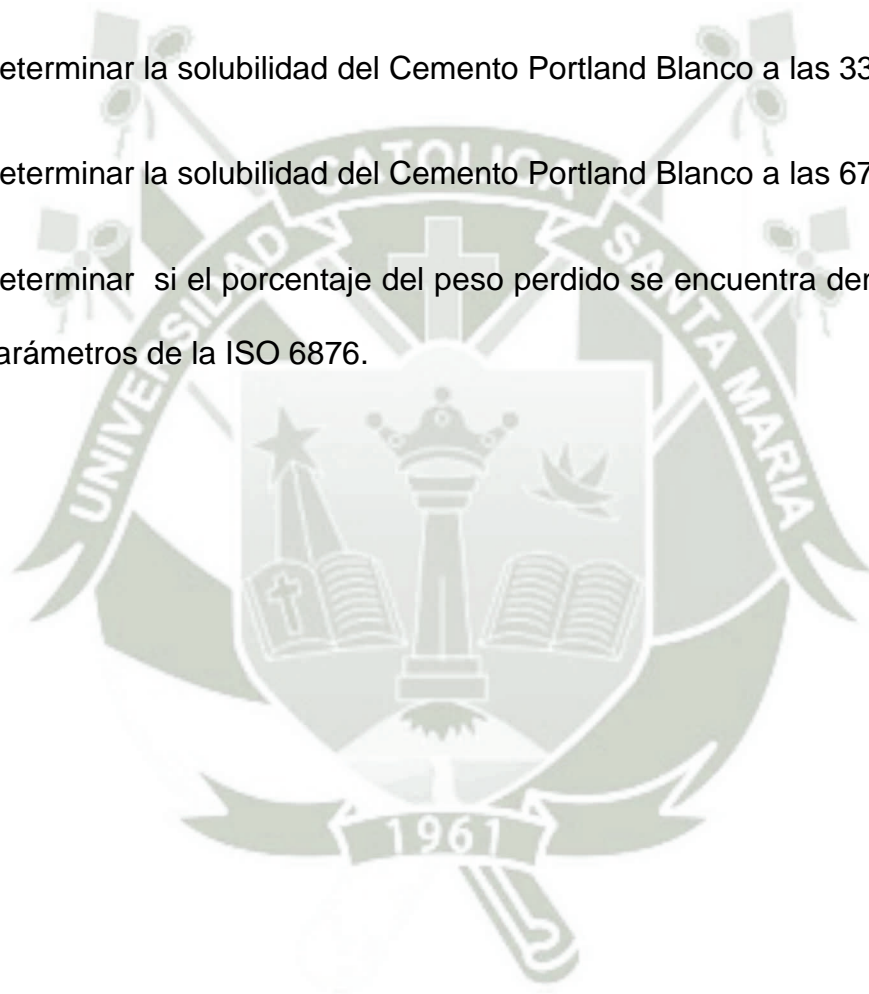 eterminar la solubilidad del Cemento Portland Blanco a las 33
eterminar la solubilidad del Cemento Portland Blanco a las 67
eterminar si el porcentaje del peso perdido se encuentra der
arámetros de la ISO 6876.
UNIVERSIDAD CATOLICA SANTA MARIA
1961